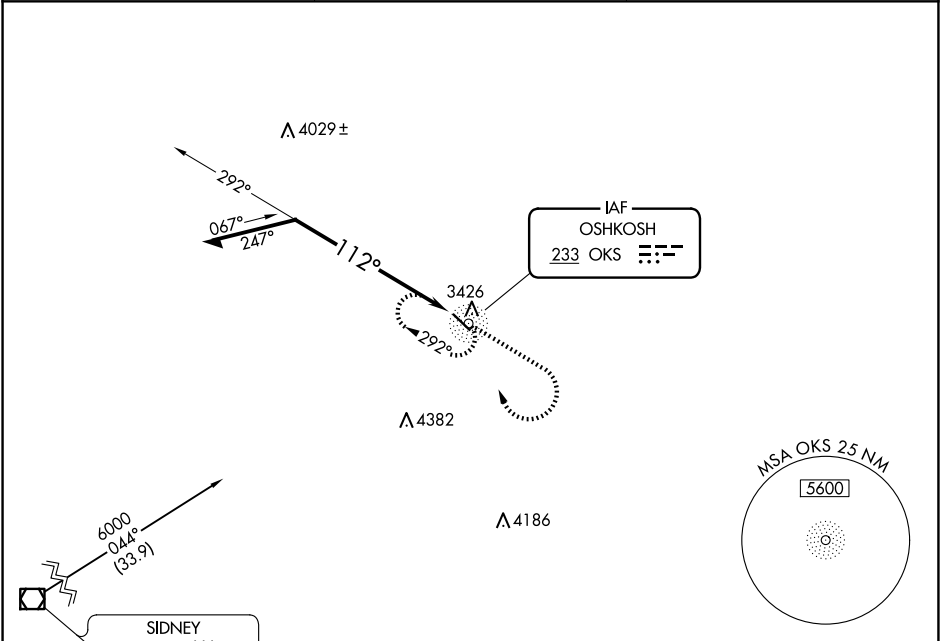 4029 ±
292°
067°
247°
112°
IAF
OSHKOSH
233 OKS
3426
292°
4382
MSA OKS 25 NM
5600
4186
6000
044°
(33.9)
SIDNEY